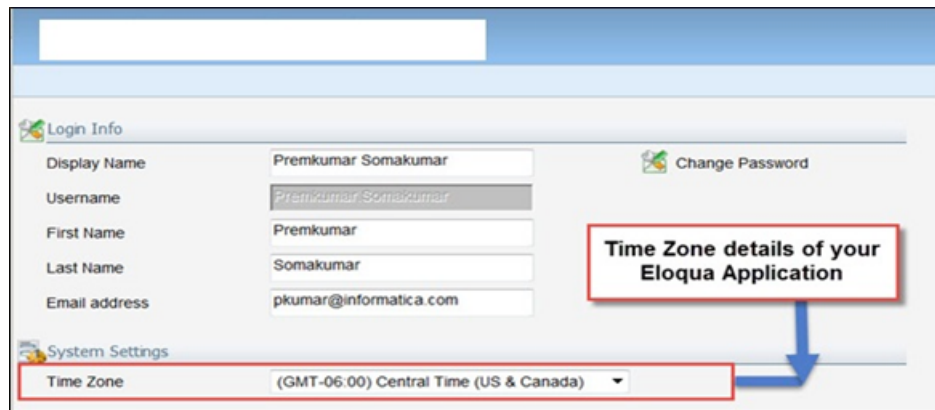 Login Info
Display Name Premkumar Somakumar Change Password
Username Premkumar Somakumar
First Name Premkumar
Last Name Somakumar
Email address pkumar@informatica.com
Time Zone details of your
Eloqua Application
System Settings
Time Zone (GMT-06:00) Central Time (US & Canada)